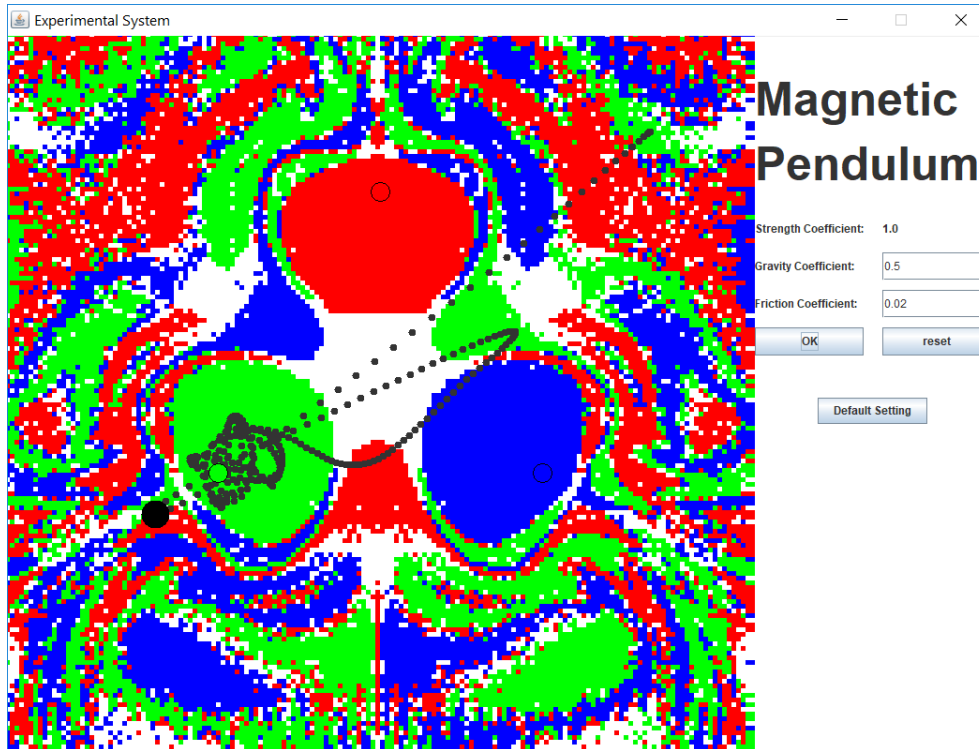 Experimental System
Magnetic
Pendulum
Strength Coefficient: 1.0
Gravity Coefficient: 0.5
Friction Coefficient: 0.02
OK reset
Default Setting